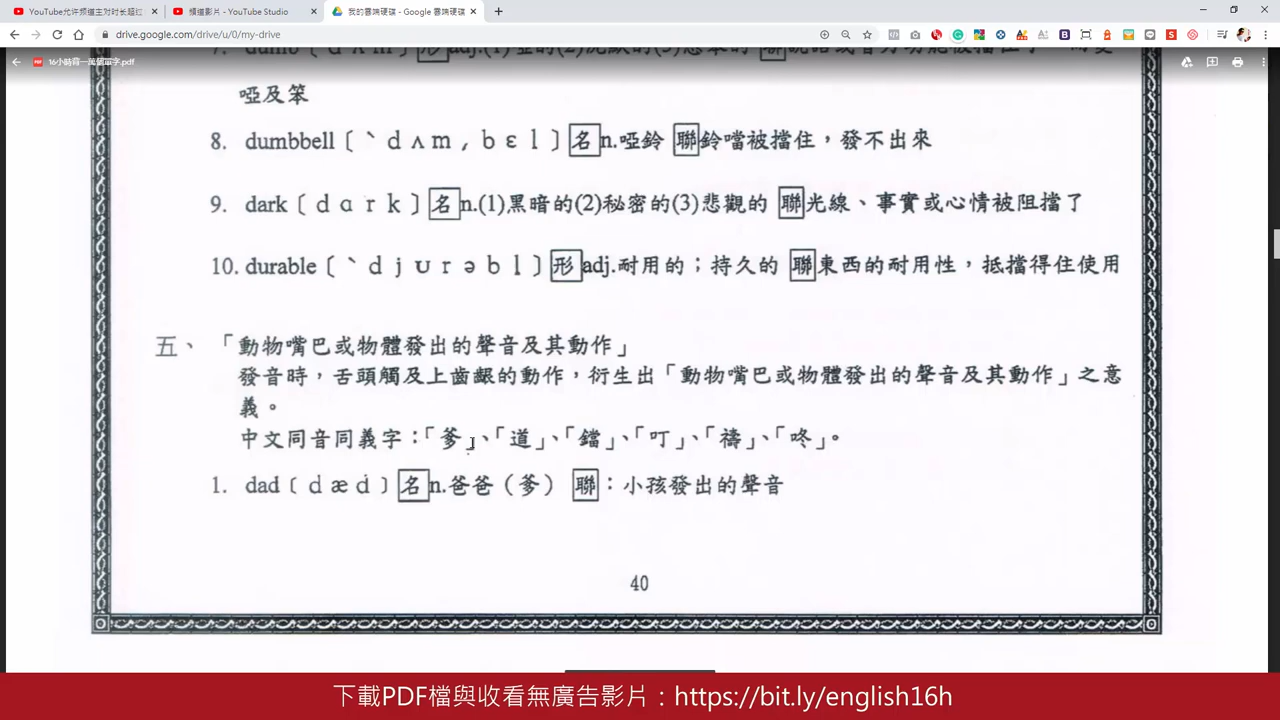 YouTube允许频道主对时长超过
頻道影片 - YouTube Studio
我的雲端硬碟 - Google 雲端硬碟
drive.google.com/drive/u/0/my-drive
16小時背一萬個單字.pdf
啞及笨
8. dumbbell〔ˋdʌm,bɛl〕名n.啞鈴 聯鈴噹被擋住，發不出來
9. dark〔dɑrk〕名n.(1)黑暗的(2)秘密的(3)悲觀的 聯光線、事實或心情被阻擋了
10. durable〔ˋdjʊrəbl〕形adj.耐用的；持久的 聯東西的耐用性，抵擋得住使用
五、「動物嘴巴或物體發出的聲音及其動作」
發音時，舌頭觸及上齒齦的動作，衍生出「動物嘴巴或物體發出的聲音及其動作」之意
義。
中文同音同義字：「爹」、「道」、「鐺」、「叮」、「禱」、「咚」。
1. dad〔dæd〕名n.爸爸（爹） 聯：小孩發出的聲音
40
下載PDF檔與收看無廣告影片：https://bit.ly/english16h